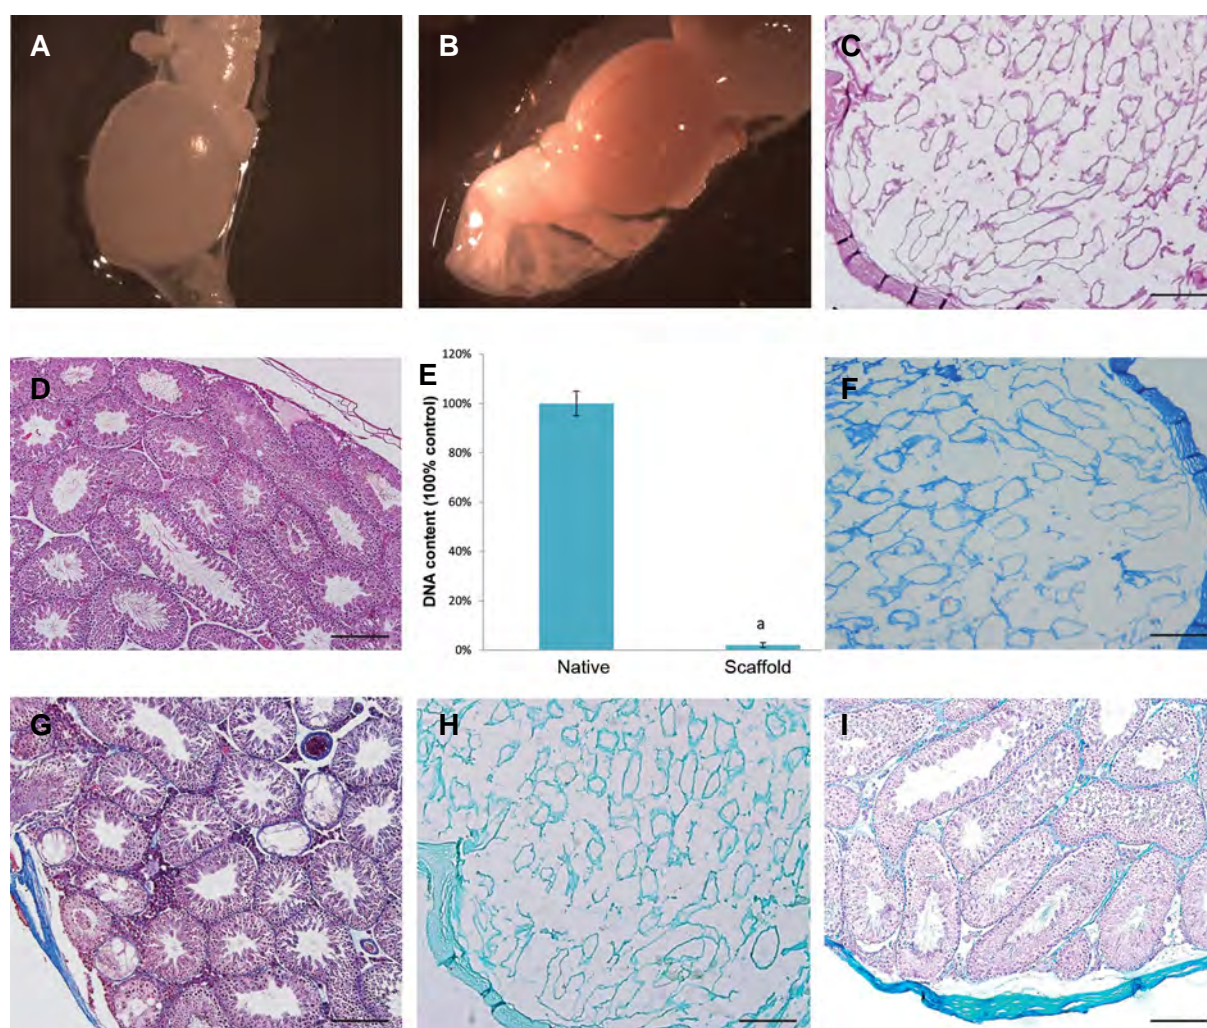 A
B
C
D
E
F
DNA content (100% control)
120%
100%
80%
60%
40%
20%
0%
a
Native
Scaffold
G
H
I